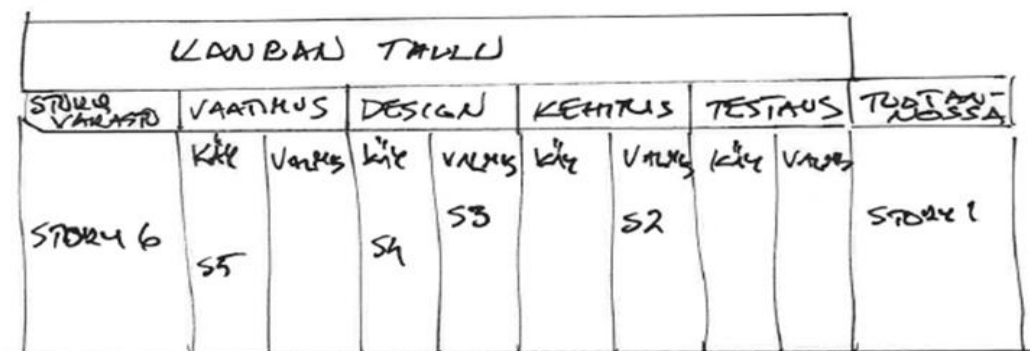 KANBAN TAULU
STORY VARASTO VAATIMUS DESIGN KEHITYS TESTAUS TUOTAN-NOSSA
KÄY VALMIS KÄY VALMIS KÄY VALMIS KÄY VALMIS
STORY 6 S5 S4 S3 S2 STORY 1